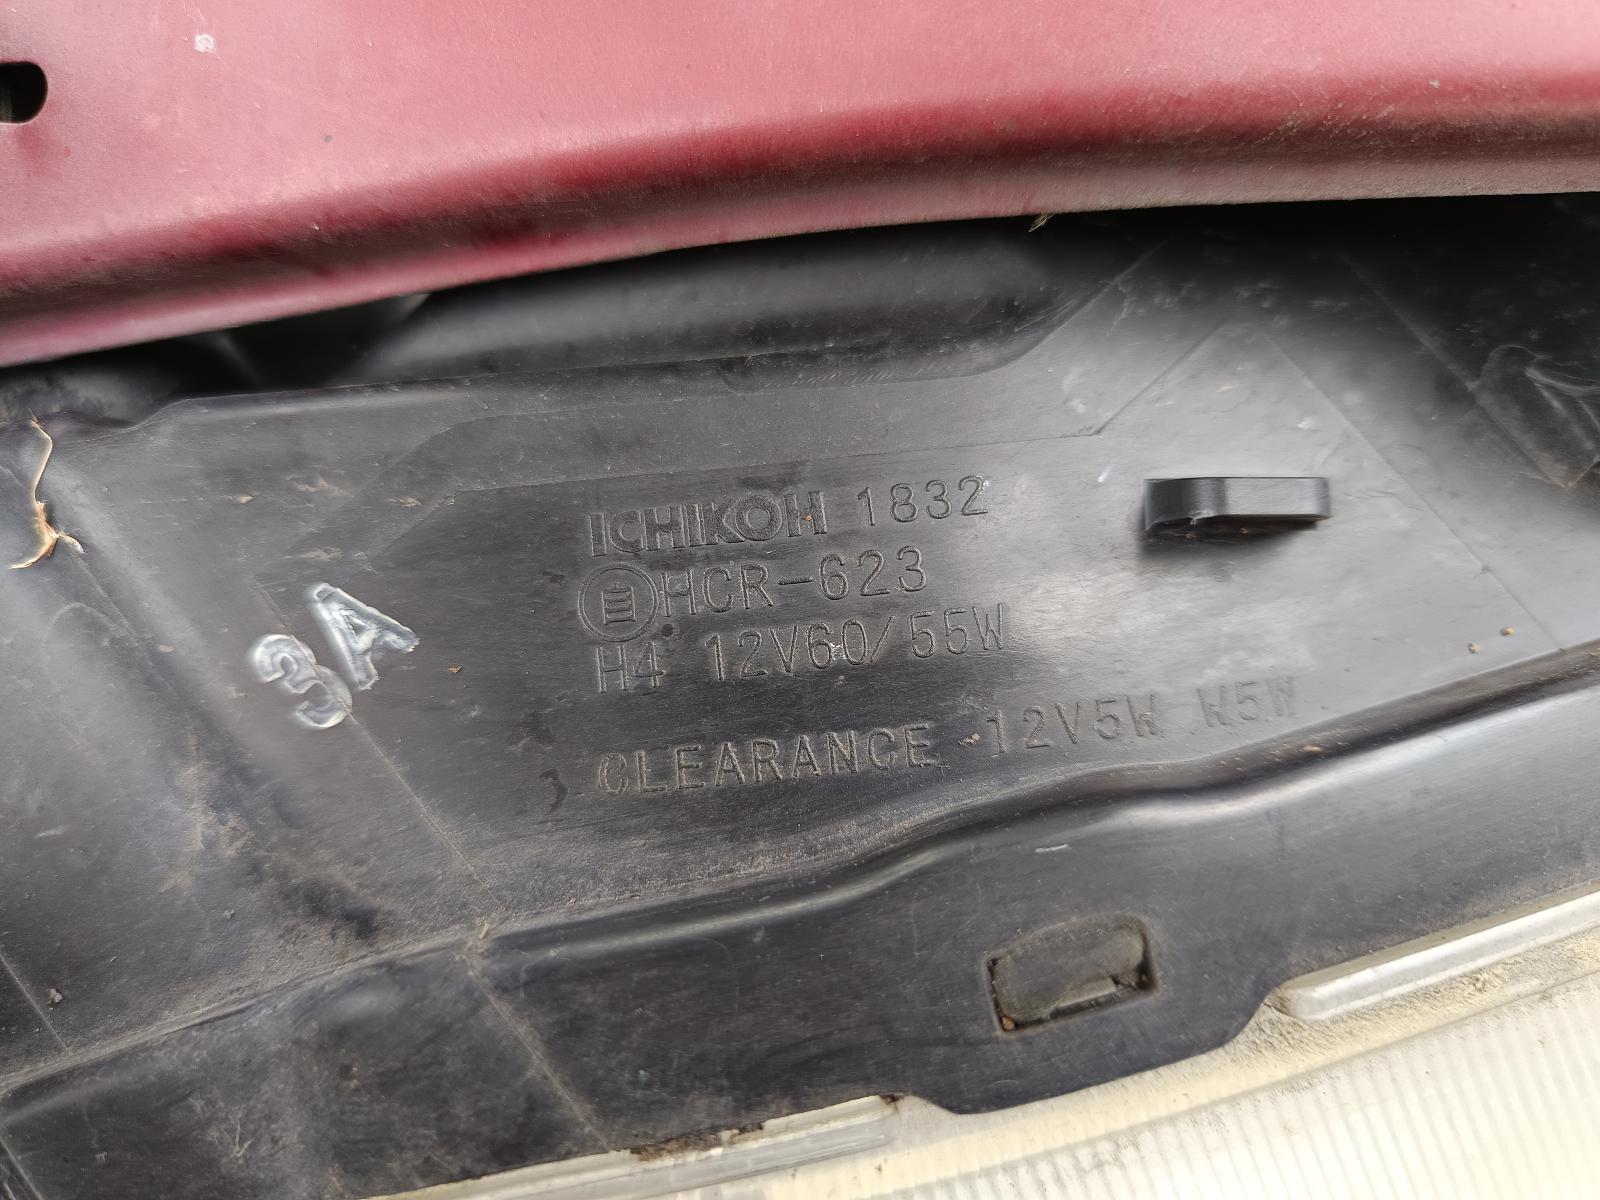 ICHIKOH 1832
HCR-623
H4 12V60/55W
CLEARANCE 12V5W W5W
3A